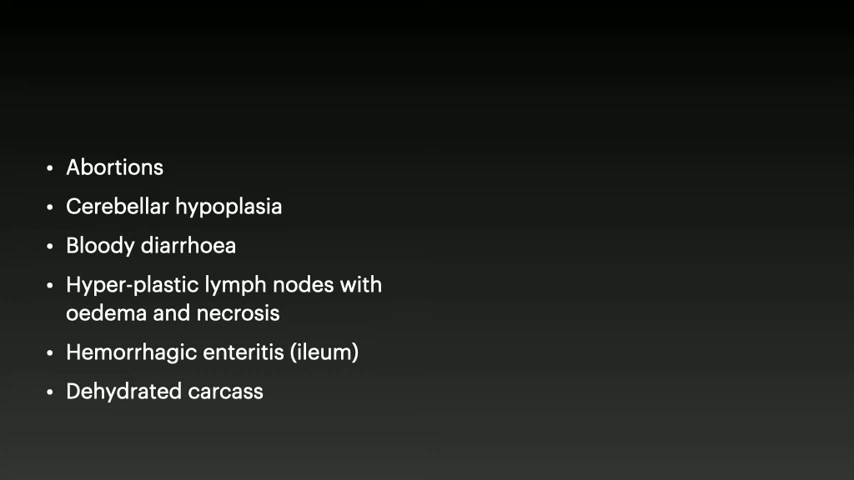 • Abortions
• Cerebellar hypoplasia
• Bloody diarrhoea
• Hyper-plastic lymph nodes with
oedema and necrosis
• Hemorrhagic enteritis (ileum)
• Dehydrated carcass